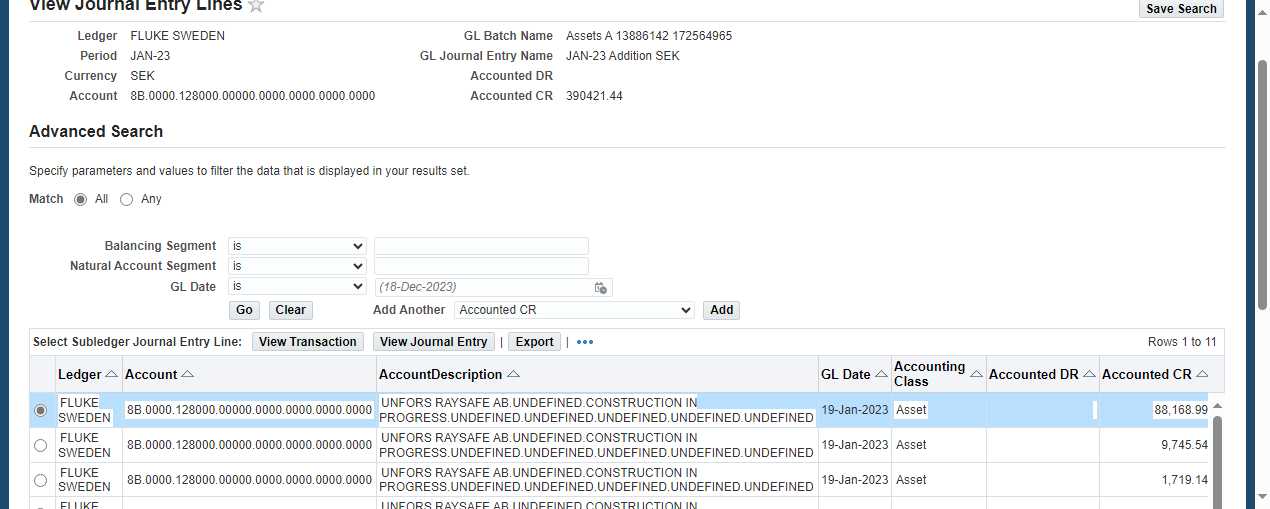 View Journal Entry Lines
Save Search
Ledger FLUKE SWEDEN GL Batch Name Assets A 13886142 172564965
Period JAN-23 GL Journal Entry Name JAN-23 Addition SEK
Currency SEK Accounted DR
Account 8B.0000.128000.00000.0000.0000.0000.0000 Accounted CR 390421.44
Advanced Search
Specify parameters and values to filter the data that is displayed in your results set.
Match All Any
Balancing Segment is
Natural Account Segment is
GL Date is (18-Dec-2023)
Go Clear Add Another Accounted CR Add
Select Subledger Journal Entry Line: View Transaction View Journal Entry | Export | ••• Rows 1 to 11
Ledger Account AccountDescription GL Date Accounting Class Accounted DR Accounted CR
FLUKE SWEDEN 8B.0000.128000.00000.0000.0000.0000.0000 UNFORS RAYSAFE AB.UNDEFINED.CONSTRUCTION IN PROGRESS.UNDEFINED.UNDEFINED.UNDEFINED.UNDEFINED.UNDEFINED 19-Jan-2023 Asset 88,168.99
FLUKE SWEDEN 8B.0000.128000.00000.0000.0000.0000.0000 UNFORS RAYSAFE AB.UNDEFINED.CONSTRUCTION IN PROGRESS.UNDEFINED.UNDEFINED.UNDEFINED.UNDEFINED.UNDEFINED 19-Jan-2023 Asset 9,745.54
FLUKE SWEDEN 8B.0000.128000.00000.0000.0000.0000.0000 UNFORS RAYSAFE AB.UNDEFINED.CONSTRUCTION IN PROGRESS.UNDEFINED.UNDEFINED.UNDEFINED.UNDEFINED.UNDEFINED 19-Jan-2023 Asset 1,719.14
FLUKE UNFORS RAYSAFE AB.UNDEFINED.CONSTRUCTION IN